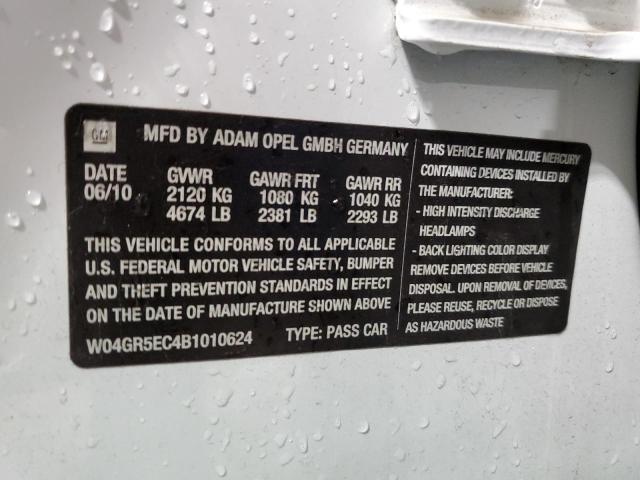 GM
MFD BY ADAM OPEL GMBH GERMANY
DATE GVWR GAWR FRT GAWR RR
06/10 2120 KG 1080 KG 1040 KG
4674 LB 2381 LB 2293 LB
THIS VEHICLE CONFORMS TO ALL APPLICABLE
U.S. FEDERAL MOTOR VEHICLE SAFETY, BUMPER
AND THEFT PREVENTION STANDARDS IN EFFECT
ON THE DATE OF MANUFACTURE SHOWN ABOVE
W04GR5EC4B1010624 TYPE: PASS CAR
THIS VEHICLE MAY INCLUDE MERCURY
CONTAINING DEVICES INSTALLED BY
THE MANUFACTURER:
- HIGH INTENSITY DISCHARGE
HEADLAMPS
- BACK LIGHTING COLOR DISPLAY
REMOVE DEVICES BEFORE VEHICLE
DISPOSAL. UPON REMOVAL OF DEVICES,
PLEASE REUSE, RECYCLE OR DISPOSE
AS HAZARDOUS WASTE